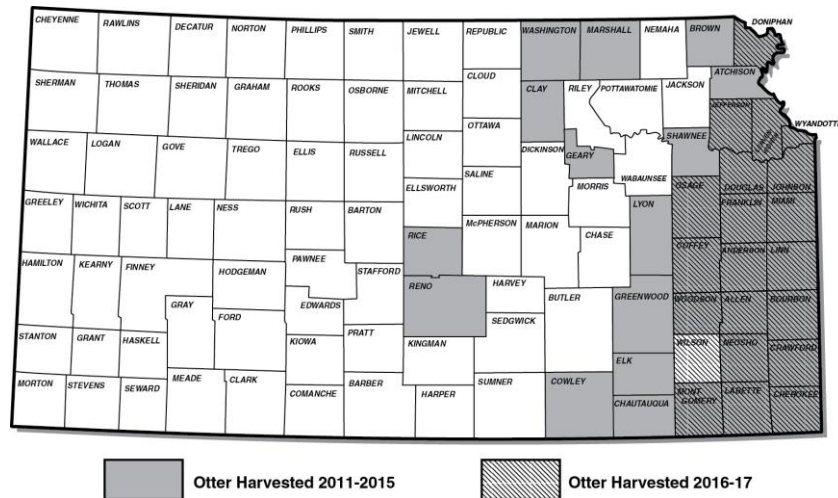 CHEYENNE RAWLINS DECATUR NORTON PHILLIPS SMITH JEWELL REPUBLIC WASHINGTON MARSHALL NEMAHA BROWN DONIPHAN
SHERMAN THOMAS SHERIDAN GRAHAM ROOKS OSBORNE MITCHELL CLOUD CLAY RILEY POTTAWATOMIE JACKSON ATCHISON
JEFFERSON WYANDOTT
WALLACE LOGAN GOVE TREGO ELLIS RUSSELL LINCOLN OTTAWA DICKINSON GEARY WABAUNSEE SHAWNEE
ELLSWORTH SALINE MORRIS OSAGE DOUGLAS JOHNSON
GREELEY WICHITA SCOTT LANE NESS RUSH BARTON RICE McPHERSON MARION CHASE LYON FRANKLIN MIAMI
HAMILTON KEARNY FINNEY HODGEMAN PAWNEE STAFFORD RENO HARVEY COFFEY ANDERSON LINN
GRAY FORD EDWARDS SEDGWICK BUTLER GREENWOOD WOODSON ALLEN BOURBON
STANTON GRANT HASKELL KIOWA PRATT KINGMAN ELK WILSON NEOSHO CRAWFORD
MORTON STEVENS SEWARD MEADE CLARK COMANCHE BARBER HARPER SUMNER COWLEY CHAUTAUQUA MONT-
GOMERY LABETTE CHEROKEE
Otter Harvested 2011-2015 Otter Harvested 2016-17